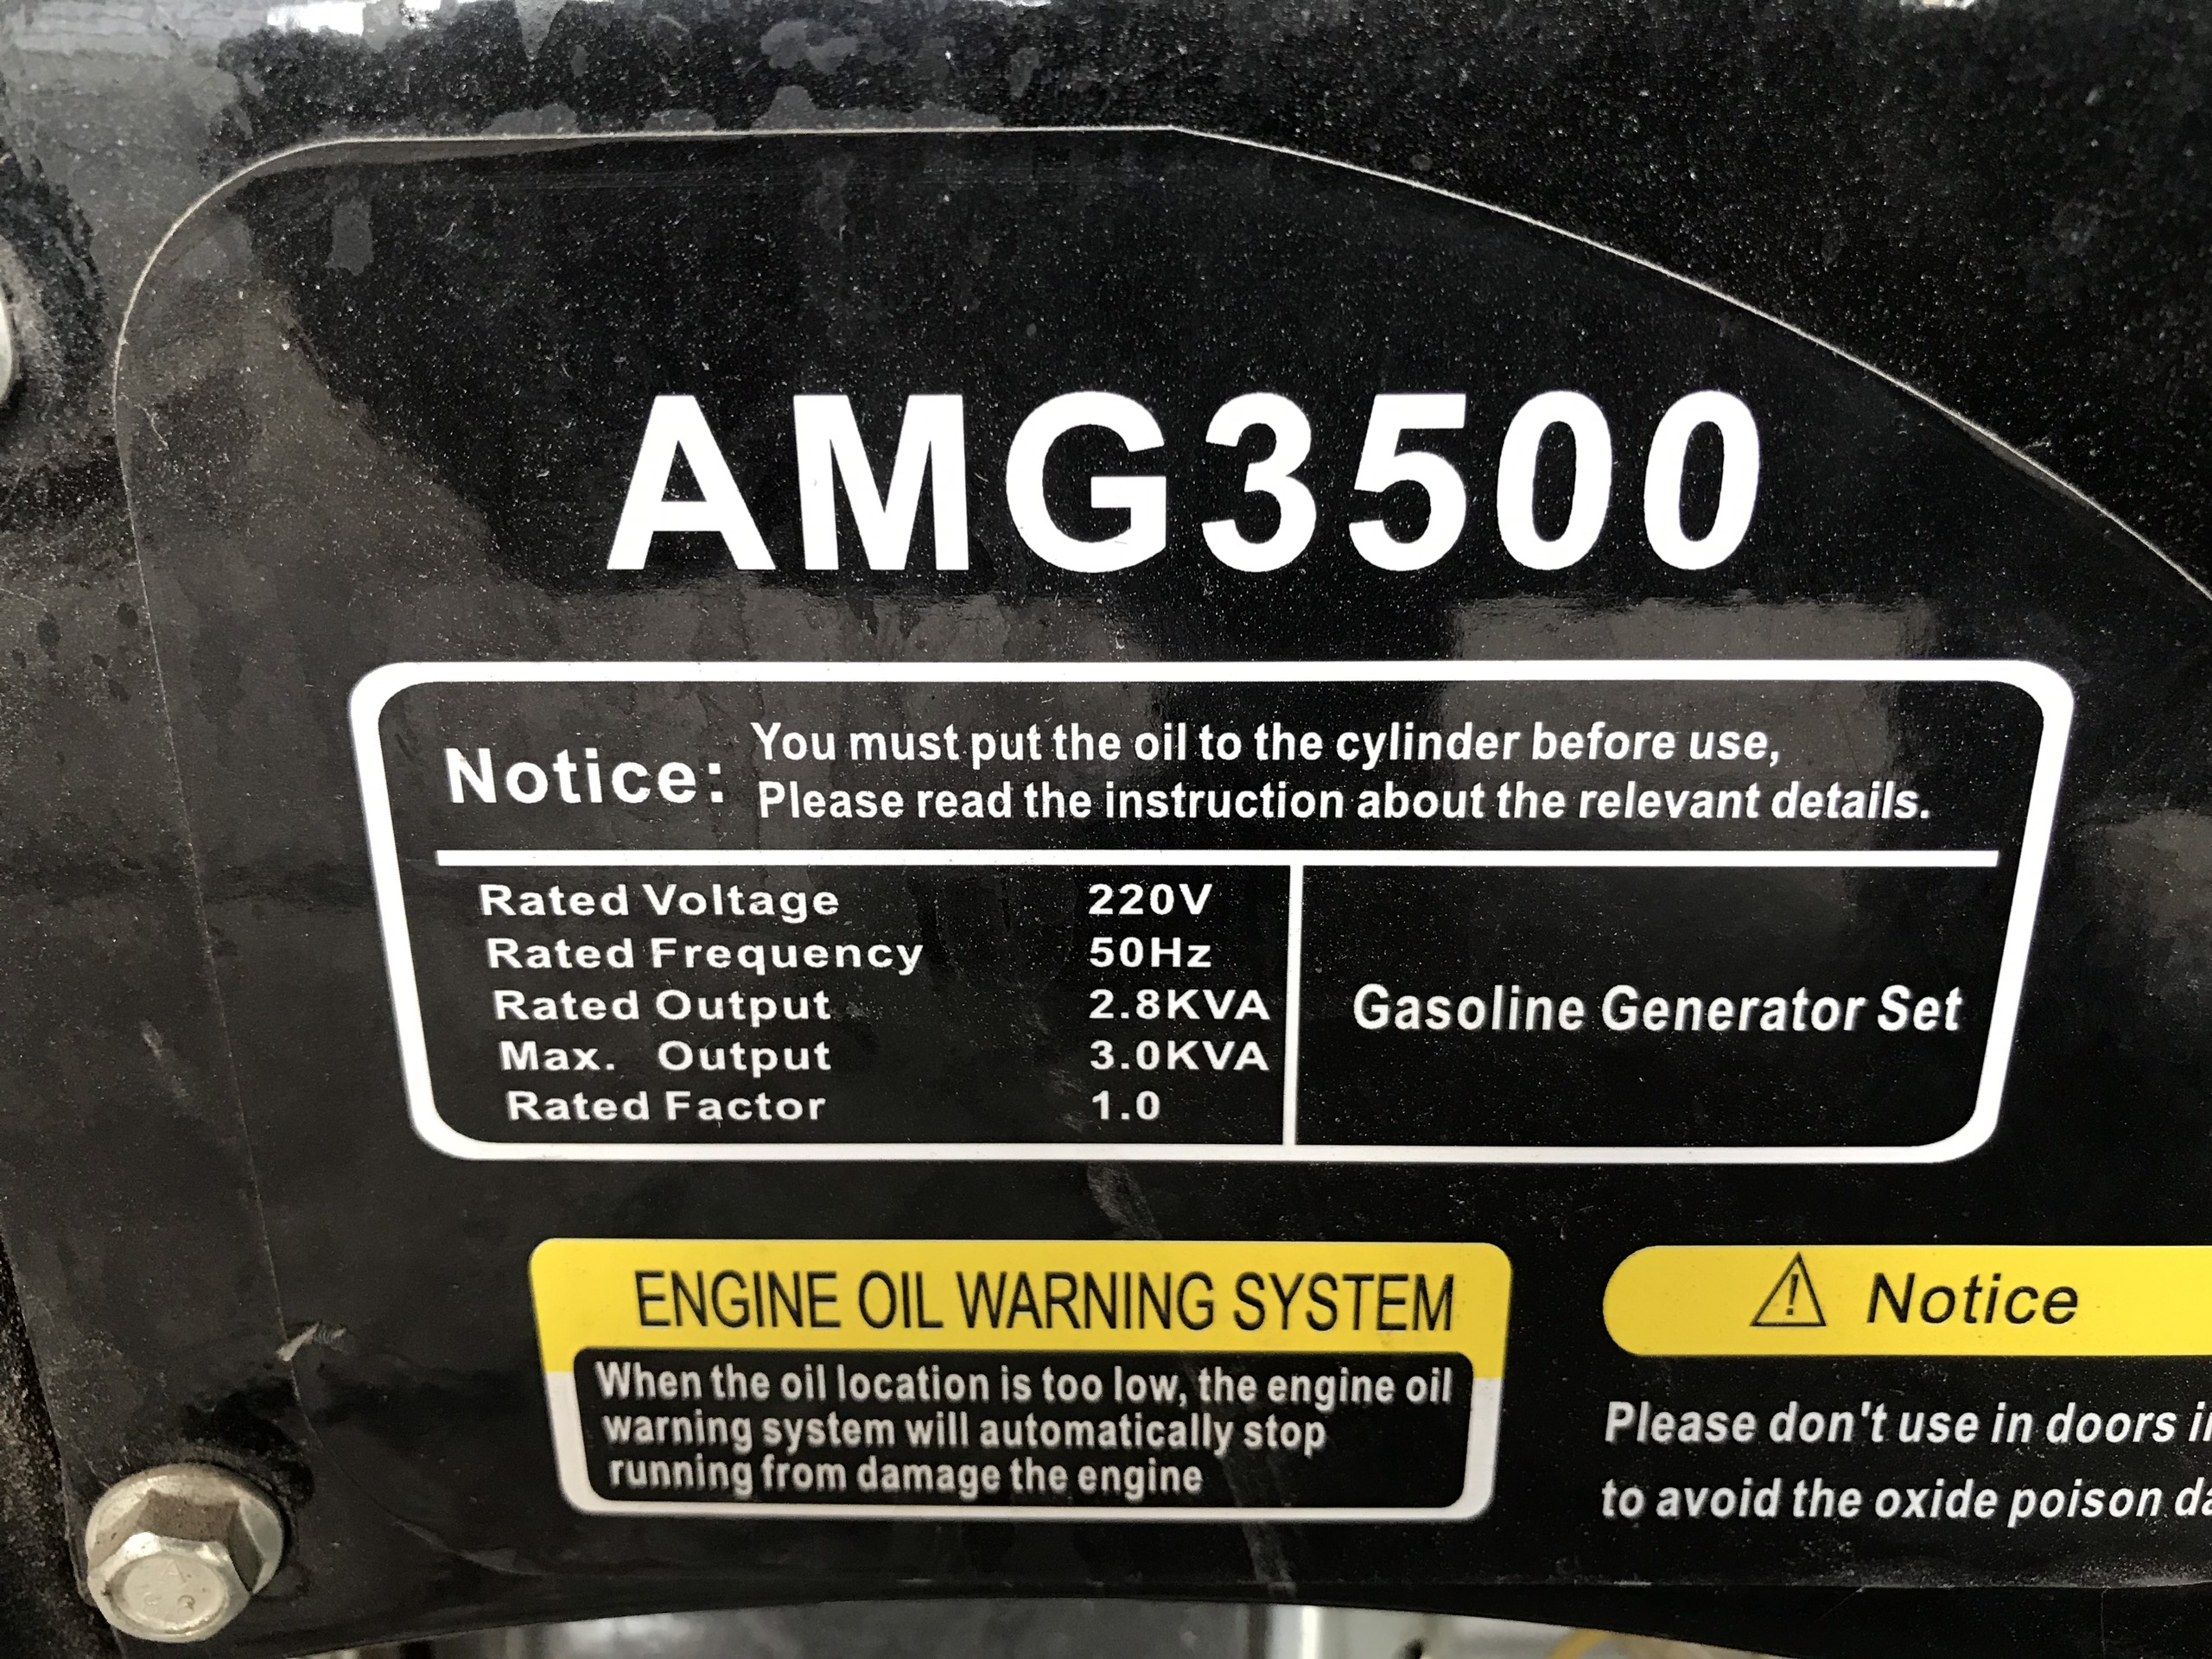 AMG3500
Notice: You must put the oil to the cylinder before use,
Please read the instruction about the relevant details.
Rated Voltage 220V
Rated Frequency 50Hz
Rated Output 2.8KVA
Max. Output 3.0KVA
Rated Factor 1.0
Gasoline Generator Set
ENGINE OIL WARNING SYSTEM
When the oil location is too low, the engine oil
warning system will automatically stop
running from damage the engine
Notice
Please don't use in doors
to avoid the oxide poison